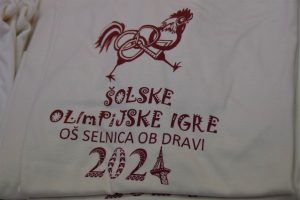 ŠOLSKE
OLImPiJSKE IGRE
OŠ SELNICA OB DRAVI
2024